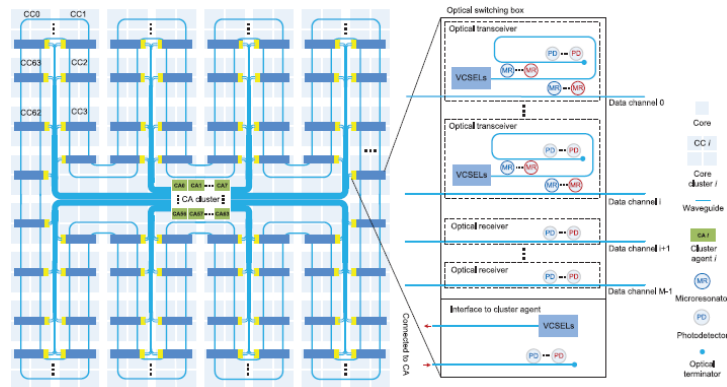 CC0 CC1
CC63 CC2
CC62 CC3
CA0 CA1 CA7
CA cluster
CA56 CA57 CA63
Connected to CA
Optical switching box
Optical transceiver
PD PD
VCSELs
MR MR
MR MR
Data channel 0
Optical transceiver
PD PD
VCSELs
MR MR
MR MR
Data channel i
Optical receiver
PD PD
Data channel i+1
Optical receiver
PD PD
Data channel M-1
Interface to cluster agent
VCSELs
PD PD
Core
CC i
Core
cluster i
Waveguide
CA i
Cluster
agent i
MR
Microresonator
PD
Photodetector
Optical
terminator